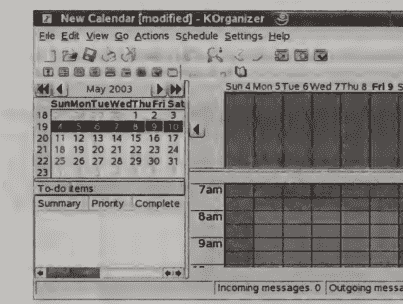 New Calendar [modified] - KOrganizer
File Edit View Go Actions Schedule Settings Help
May 2003
Sun Mon Tue Wed Thu Fri Sat
18 1 2 3
19 4 5 6 7 8 9 10
20 11 12 13 14 15 16 17
21 18 19 20 21 22 23 24
22 25 26 27 28 29 30 31
23
To-do items
Summary Priority Complete
Sun 4 Mon 5 Tue 6 Wed 7 Thu 8 Fri 9 S
7am
8am
9am
Incoming messages. 0 Outgoing messa